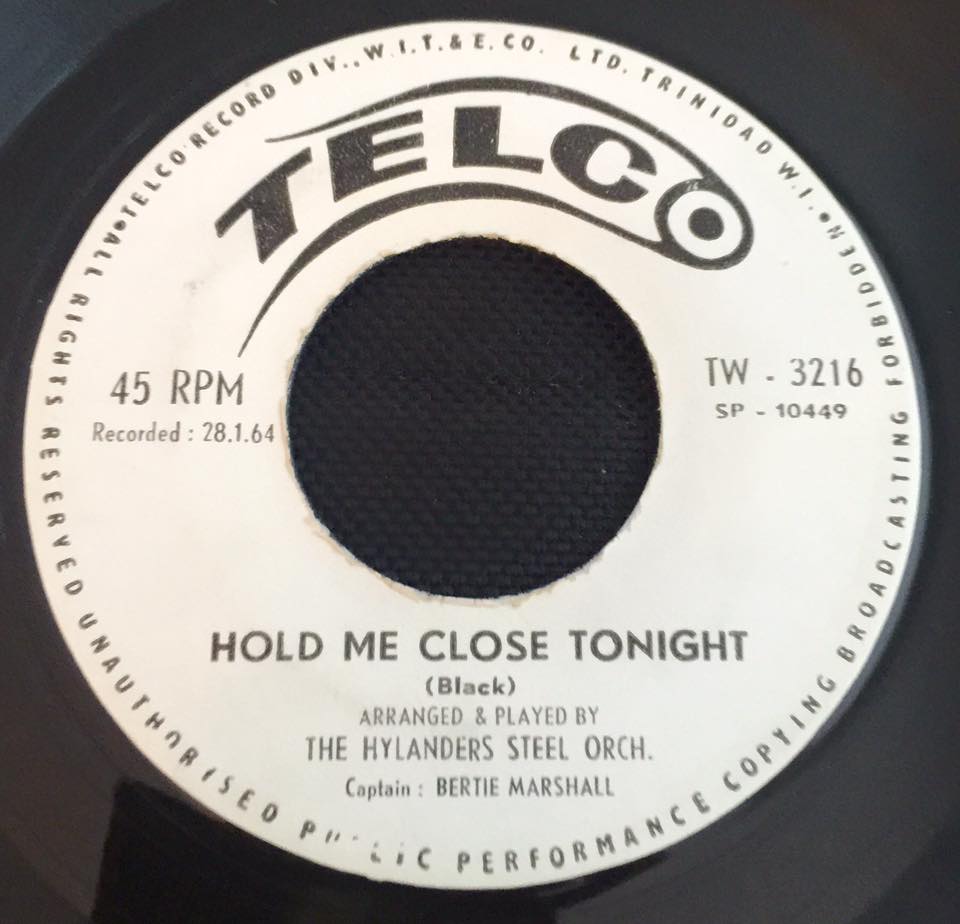 TELCO RECORD DIV., W.I.T. & E. CO. LTD. TRINIDAD W.I.
TELCO
45 RPM
Recorded : 28.1.64
TW - 3216
SP - 10449
HOLD ME CLOSE TONIGHT
(Black)
ARRANGED & PLAYED BY
THE HYLANDERS STEEL ORCH.
Captain : BERTIE MARSHALL
ALL RIGHTS RESERVED UNAUTHORISED PUBLIC PERFORMANCE COPYING BROADCASTING FORBIDDEN